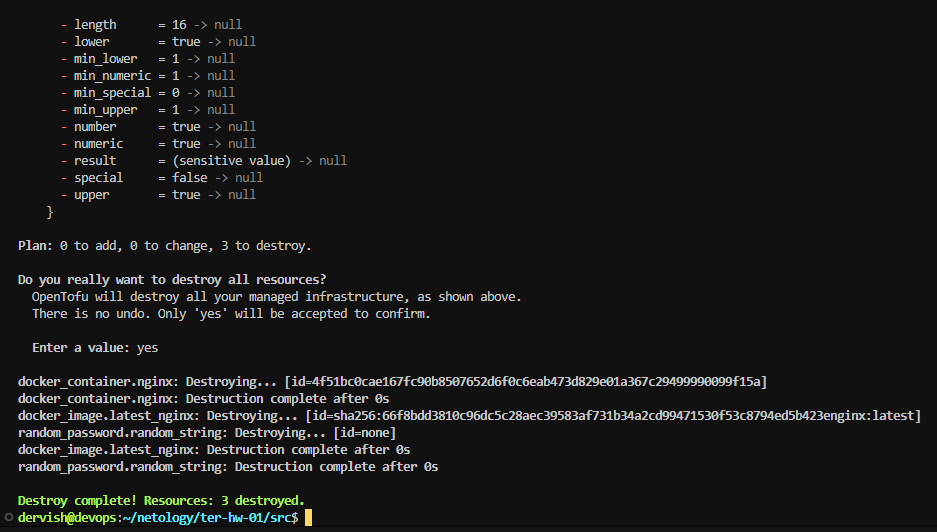 - length      = 16 -> null
- lower       = true -> null
- min_lower   = 1 -> null
- min_numeric = 1 -> null
- min_special = 0 -> null
- min_upper   = 1 -> null
- number      = true -> null
- numeric     = true -> null
- result      = (sensitive value) -> null
- special     = false -> null
- upper       = true -> null
}
Plan: 0 to add, 0 to change, 3 to destroy.
Do you really want to destroy all resources?
OpenTofu will destroy all your managed infrastructure, as shown above.
There is no undo. Only 'yes' will be accepted to confirm.
Enter a value: yes
docker_container.nginx: Destroying... [id=4f51bc0cae167fc90b8507652d6f0c6eab473d829e01a367c29499990099f15a]
docker_container.nginx: Destruction complete after 0s
docker_image.latest_nginx: Destroying... [id=sha256:66f8bdd3810c96dc5c28aec39583af731b34a2cd99471530f53c8794ed5b423enginx:latest]
random_password.random_string: Destroying... [id=none]
docker_image.latest_nginx: Destruction complete after 0s
random_password.random_string: Destruction complete after 0s
Destroy complete! Resources: 3 destroyed.
dervish@devops:~/netology/ter-hw-01/src$